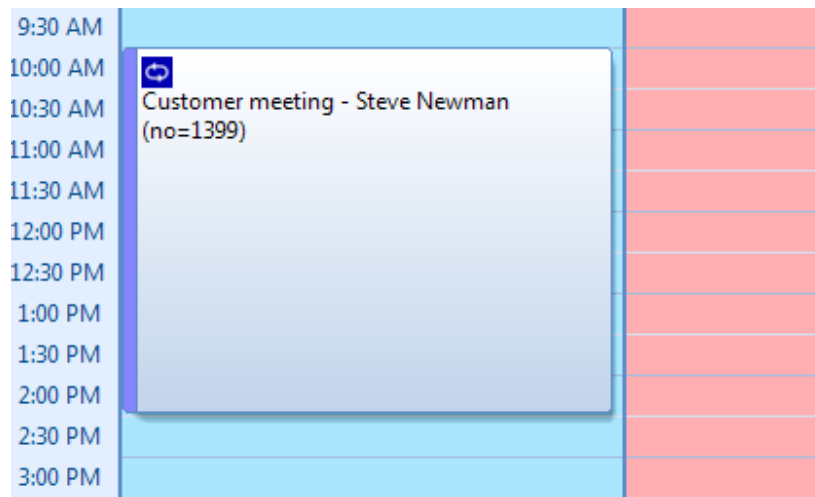 9:30 AM
10:00 AM
10:30 AM
11:00 AM
11:30 AM
12:00 PM
12:30 PM
1:00 PM
1:30 PM
2:00 PM
2:30 PM
3:00 PM
Customer meeting - Steve Newman
(no=1399)